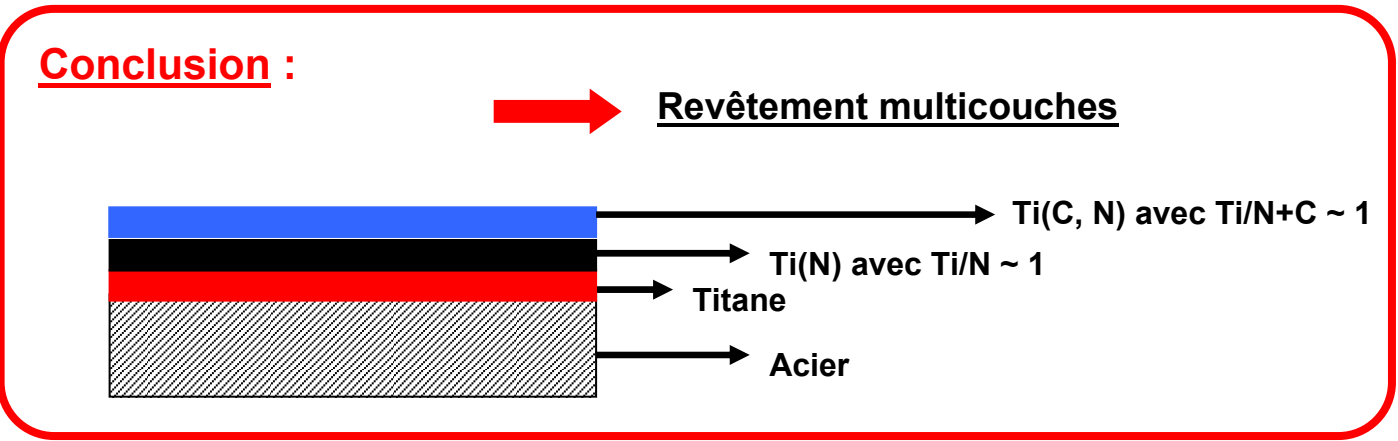 Conclusion :
Revêtement multicouches
Ti(C, N) avec Ti/N+C ~ 1
Ti(N) avec Ti/N ~ 1
Titane
Acier